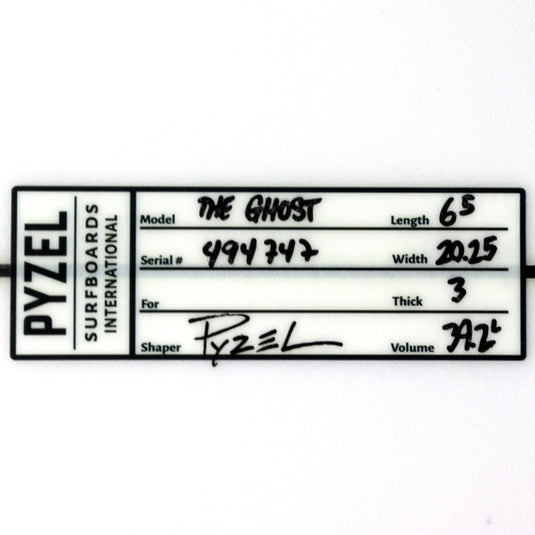 PYZEL
SURFBOARDS
INTERNATIONAL
Model THE GHOST Length 6 5
Serial # 494747 Width 20.25
For Thick 3
Shaper PYZEL Volume 39.2L